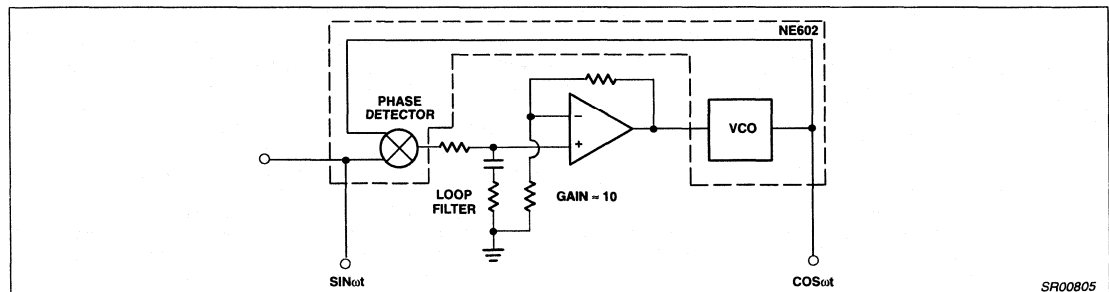 NE602
PHASE
DETECTOR
VCO
LOOP
FILTER
GAIN ≈ 10
SINωt
COSωt
SR00805